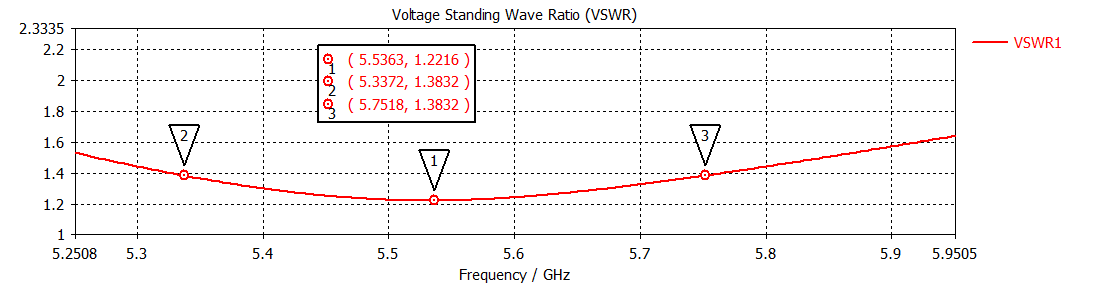 Voltage Standing Wave Ratio (VSWR)
2.3335
2.2
2
1.8
1.6
1.4
1.2
1
1 ( 5.5363, 1.2216 )
2 ( 5.3372, 1.3832 )
3 ( 5.7518, 1.3832 )
2
1
3
VSWR1
5.2508 5.3 5.4 5.5 5.6 5.7 5.8 5.9 5.9505
Frequency / GHz